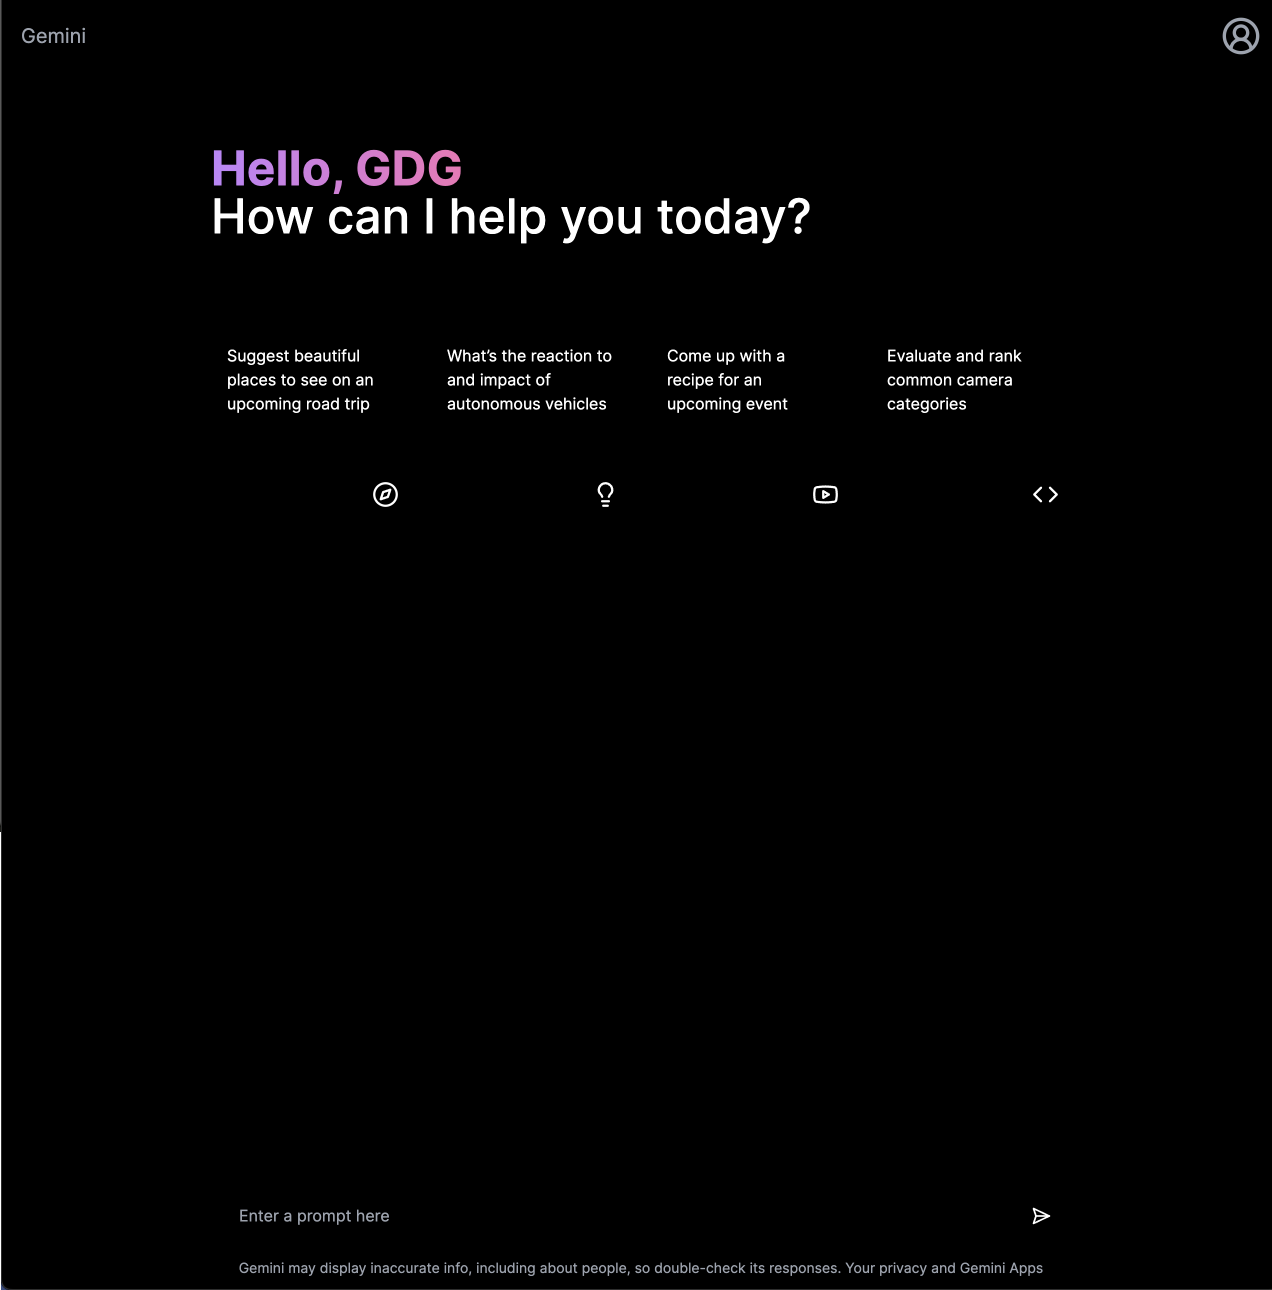 Gemini
Hello, GDG
How can I help you today?
Suggest beautiful
places to see on an
upcoming road trip
What’s the reaction to
and impact of
autonomous vehicles
Come up with a
recipe for an
upcoming event
Evaluate and rank
common camera
categories
Enter a prompt here
Gemini may display inaccurate info, including about people, so double-check its responses. Your privacy and Gemini Apps